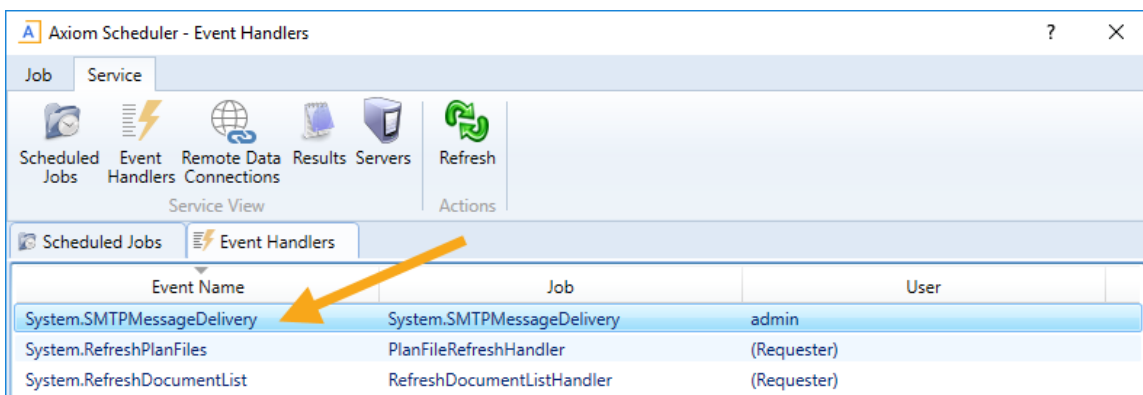 A Axiom Scheduler - Event Handlers ?
Job Service
Scheduled Jobs Event Handlers Remote Data Connections Results Servers Refresh
Service View Actions
Scheduled Jobs Event Handlers
Event Name Job User
System.SMTPMessageDelivery System.SMTPMessageDelivery admin
System.RefreshPlanFiles PlanFileRefreshHandler (Requester)
System.RefreshDocumentList RefreshDocumentListHandler (Requester)